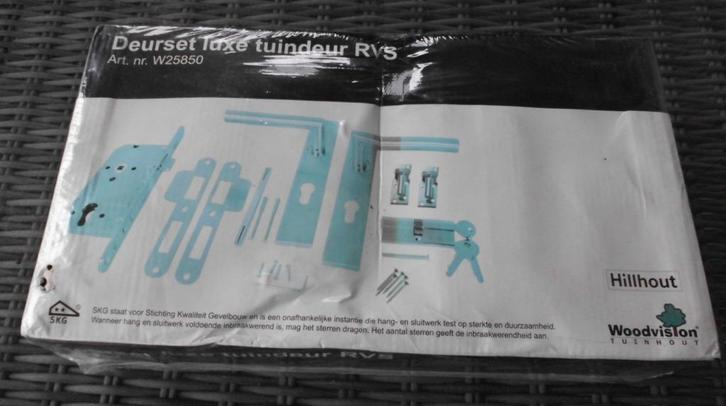 Deurset luxe tuindeur RVS
Art. nr. W25850
Hillhout
SKG
SKG staat voor Stichting Kwaliteit Gevelbouw en is een onafhankelijke instantie die hang- en sluitwerk test op sterkte en duurzaamheid.
Wanneer hang en sluitwerk voldoende inbraakwerend is, mag het sterren dragen. Het aantal sterren geeft de inbraakwerendheid aan.
Woodvision
TUINHOUT
tuindeur RVS